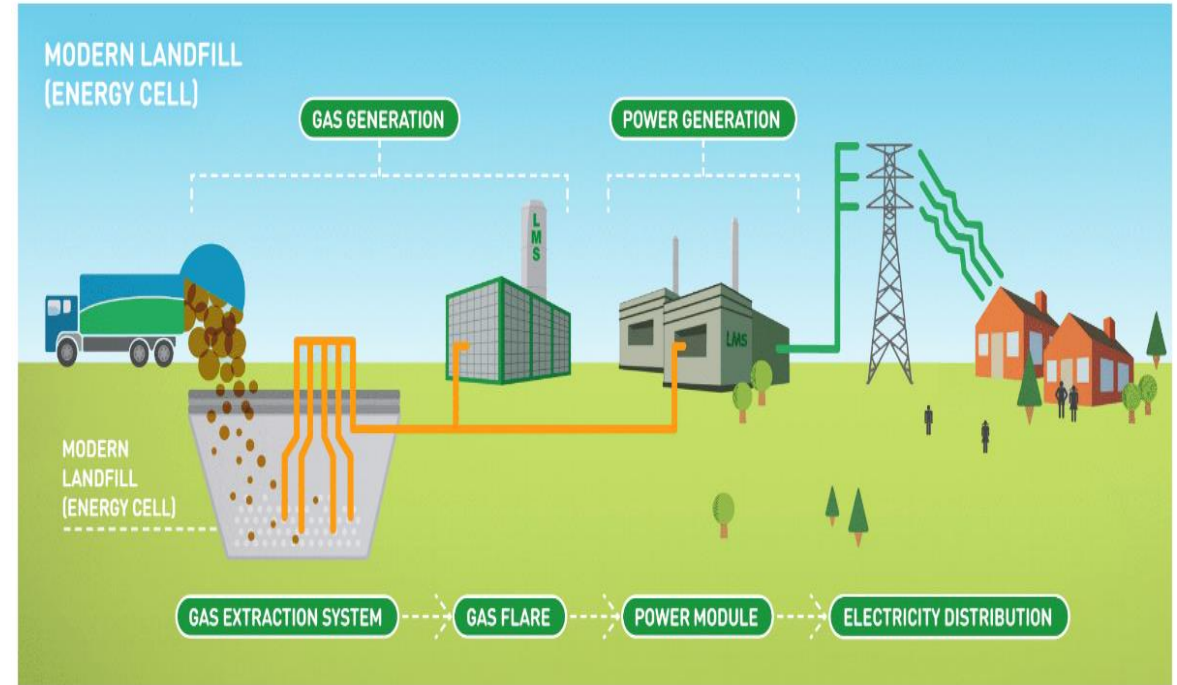 MODERN LANDFILL
(ENERGY CELL)
GAS GENERATION
POWER GENERATION
L
M
S
LMS
MODERN
LANDFILL
(ENERGY CELL)
GAS EXTRACTION SYSTEM
GAS FLARE
POWER MODULE
ELECTRICITY DISTRIBUTION